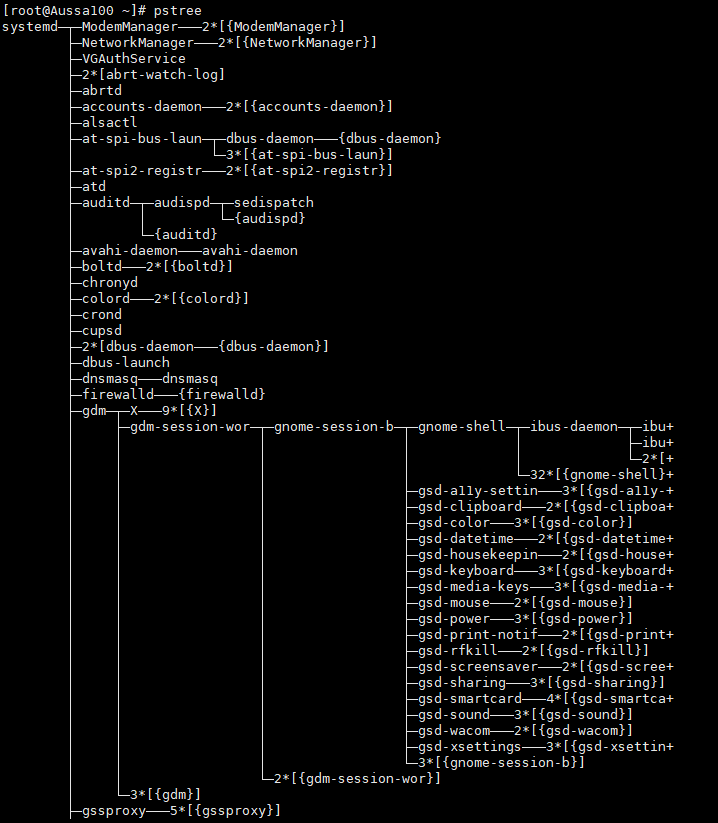 [root@Aussa100 ~]# pstree
systemd─┬─ModemManager───2*[{ModemManager}]
        ├─NetworkManager───2*[{NetworkManager}]
        ├─VGAuthService
        ├─2*[abrt-watch-log]
        ├─abrtd
        ├─accounts-daemon───2*[{accounts-daemon}]
        ├─alsactl
        ├─at-spi-bus-laun─┬─dbus-daemon───{dbus-daemon}
        │                 └─3*[{at-spi-bus-laun}]
        ├─at-spi2-registr───2*[{at-spi2-registr}]
        ├─atd
        ├─auditd─┬─audispd─┬─sedispatch
        │        │         └─{audispd}
        │        └─{auditd}
        ├─avahi-daemon───avahi-daemon
        ├─boltd───2*[{boltd}]
        ├─chronyd
        ├─colord───2*[{colord}]
        ├─crond
        ├─cupsd
        ├─2*[dbus-daemon───{dbus-daemon}]
        ├─dbus-launch
        ├─dnsmasq───dnsmasq
        ├─firewalld───{firewalld}
        ├─gdm─┬─X───9*[{X}]
        │     ├─gdm-session-wor─┬─gnome-session-b─┬─gnome-shell─┬─ibus-daemon─┬─ibu+
        │     │                 │                 │             │             ├─ibu+
        │     │                 │                 │             │             └─2*[+
        │     │                 │                 │             └─32*[{gnome-shell}+
        │     │                 │                 ├─gsd-a11y-settin───3*[{gsd-a11y-+
        │     │                 │                 ├─gsd-clipboard───2*[{gsd-clipboa+
        │     │                 │                 ├─gsd-color───3*[{gsd-color}]
        │     │                 │                 ├─gsd-datetime───2*[{gsd-datetime+
        │     │                 │                 ├─gsd-housekeepin───2*[{gsd-house+
        │     │                 │                 ├─gsd-keyboard───3*[{gsd-keyboard+
        │     │                 │                 ├─gsd-media-keys───3*[{gsd-media-+
        │     │                 │                 ├─gsd-mouse───2*[{gsd-mouse}]
        │     │                 │                 ├─gsd-power───3*[{gsd-power}]
        │     │                 │                 ├─gsd-print-notif───2*[{gsd-print+
        │     │                 │                 ├─gsd-rfkill───2*[{gsd-rfkill}]
        │     │                 │                 ├─gsd-screensaver───2*[{gsd-scree+
        │     │                 │                 ├─gsd-sharing───3*[{gsd-sharing}]
        │     │                 │                 ├─gsd-smartcard───4*[{gsd-smartca+
        │     │                 │                 ├─gsd-sound───3*[{gsd-sound}]
        │     │                 │                 ├─gsd-wacom───2*[{gsd-wacom}]
        │     │                 │                 ├─gsd-xsettings───3*[{gsd-xsettin+
        │     │                 │                 └─3*[{gnome-session-b}]
        │     │                 └─2*[{gdm-session-wor}]
        │     └─3*[{gdm}]
        ├─gssproxy───5*[{gssproxy}]